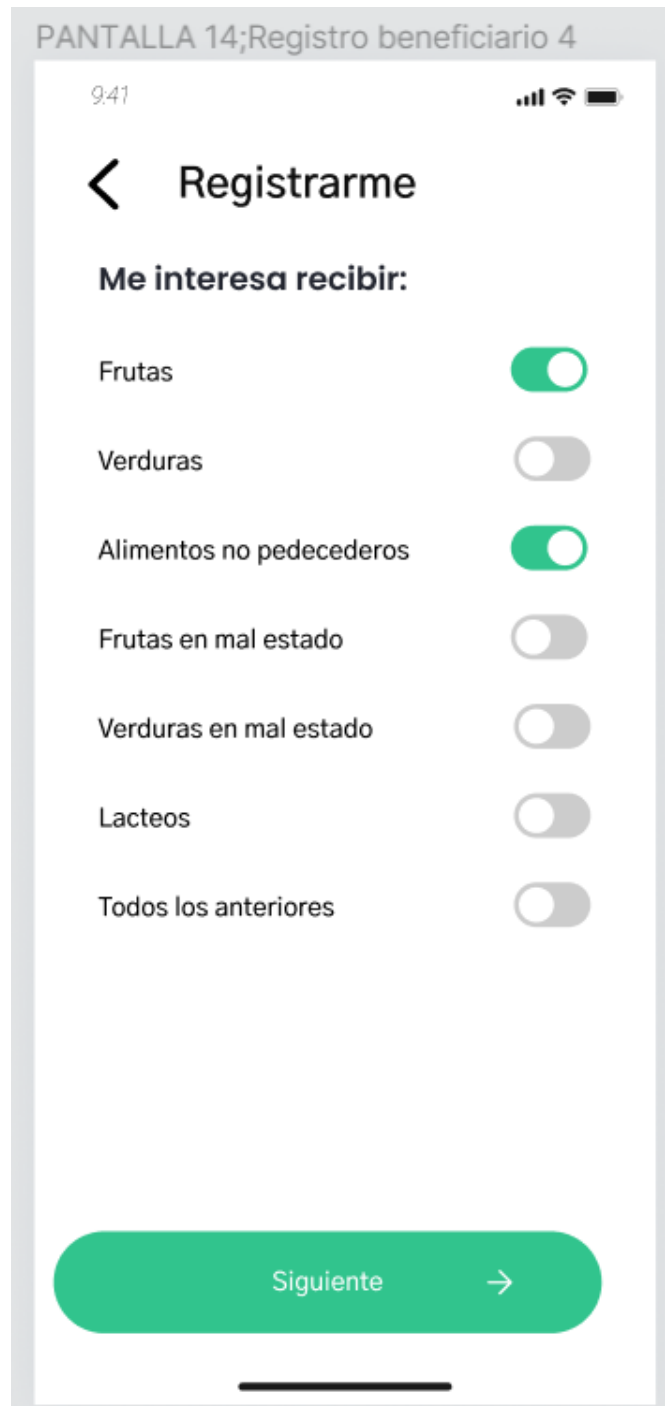 PANTALLA 14;Registro beneficiario 4
9:41
Registrarme
Me interesa recibir:
Frutas
Verduras
Alimentos no pedecederos
Frutas en mal estado
Verduras en mal estado
Lacteos
Todos los anteriores
Siguiente